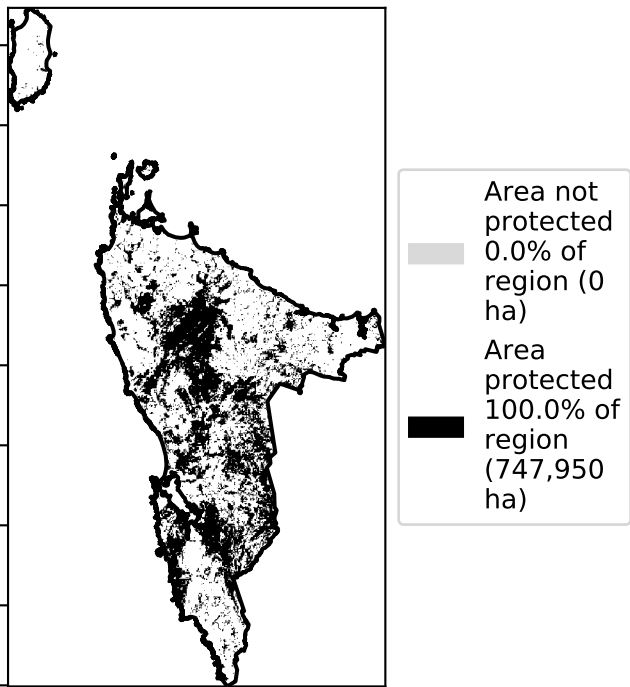 Area not
protected
0.0% of
region (0
ha)
Area
protected
100.0% of
region
(747,950
ha)